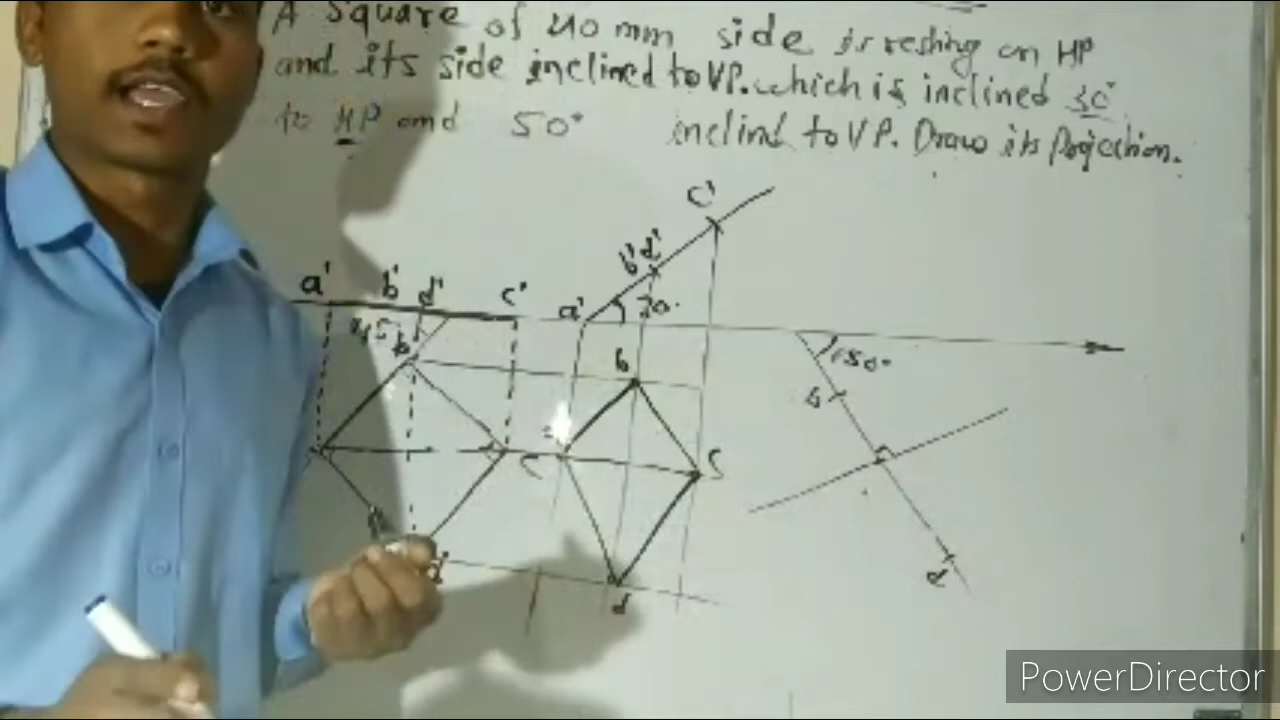 A Square of 40 mm side is resting on HP
and its side inclined to VP. which is inclined 30°
to HP and 50° inclind to VP. Draw its Projection.
c'
b' d'
a' b' d' c' a' 30°
45° b b 50°
b
c c
d d d
PowerDirector